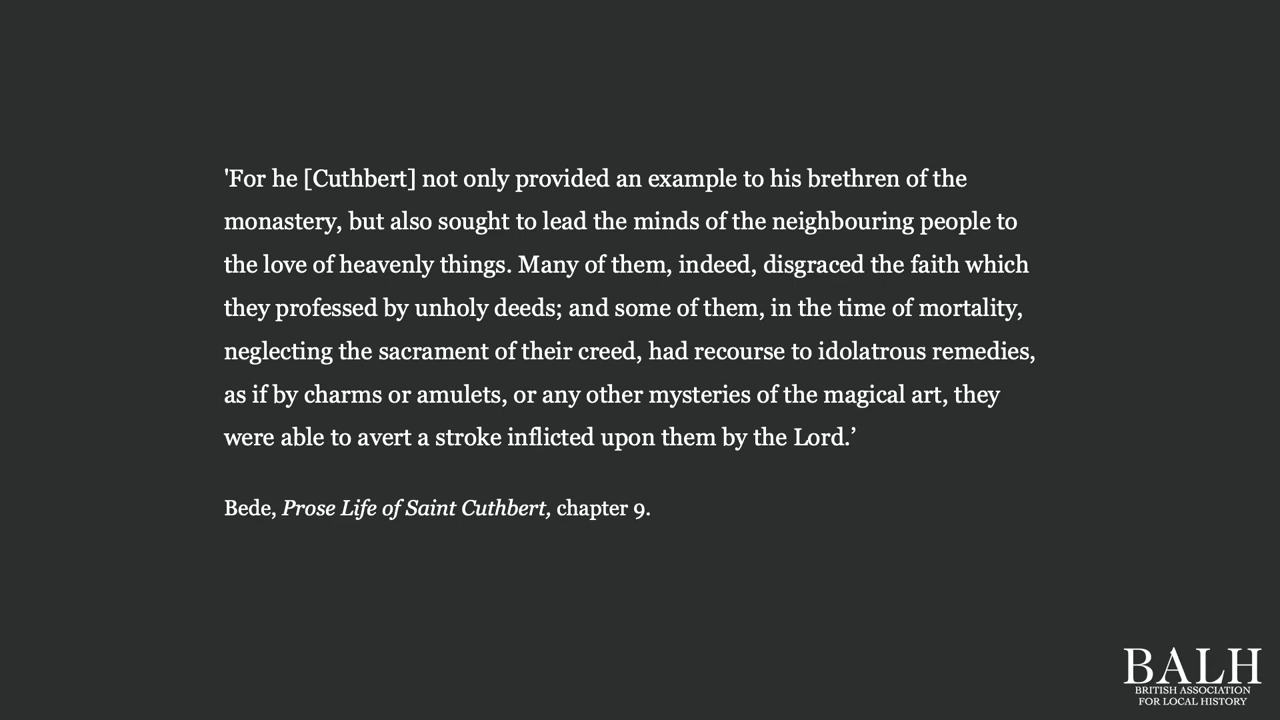 'For he [Cuthbert] not only provided an example to his brethren of the
monastery, but also sought to lead the minds of the neighbouring people to
the love of heavenly things. Many of them, indeed, disgraced the faith which
they professed by unholy deeds; and some of them, in the time of mortality,
neglecting the sacrament of their creed, had recourse to idolatrous remedies,
as if by charms or amulets, or any other mysteries of the magical art, they
were able to avert a stroke inflicted upon them by the Lord.’
Bede, Prose Life of Saint Cuthbert, chapter 9.
BALH
BRITISH ASSOCIATION
FOR LOCAL HISTORY